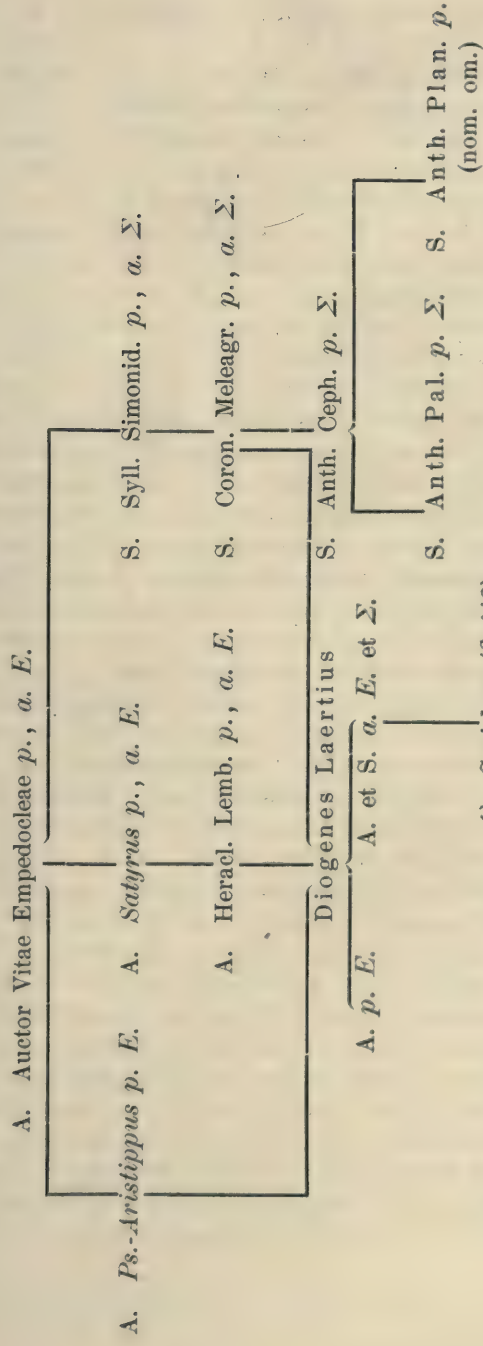 A. Auctor Vitae Empedocleae p., a. E.
A. Ps.-Aristippus p. E. A. Satyrus p., a. E. S. Syll. Simonid. p., a. Σ.
A. Heracl. Lemb. p., a. E. S. Coron. Meleagr. p., a. Σ.
Diogenes Laertius S. Anth. Ceph. p. Σ.
A. p. E. A. et S. a. E. et Σ.
S. Anth. Pal. p. Σ. S. Anth. Plan. p.
(nom. om.)